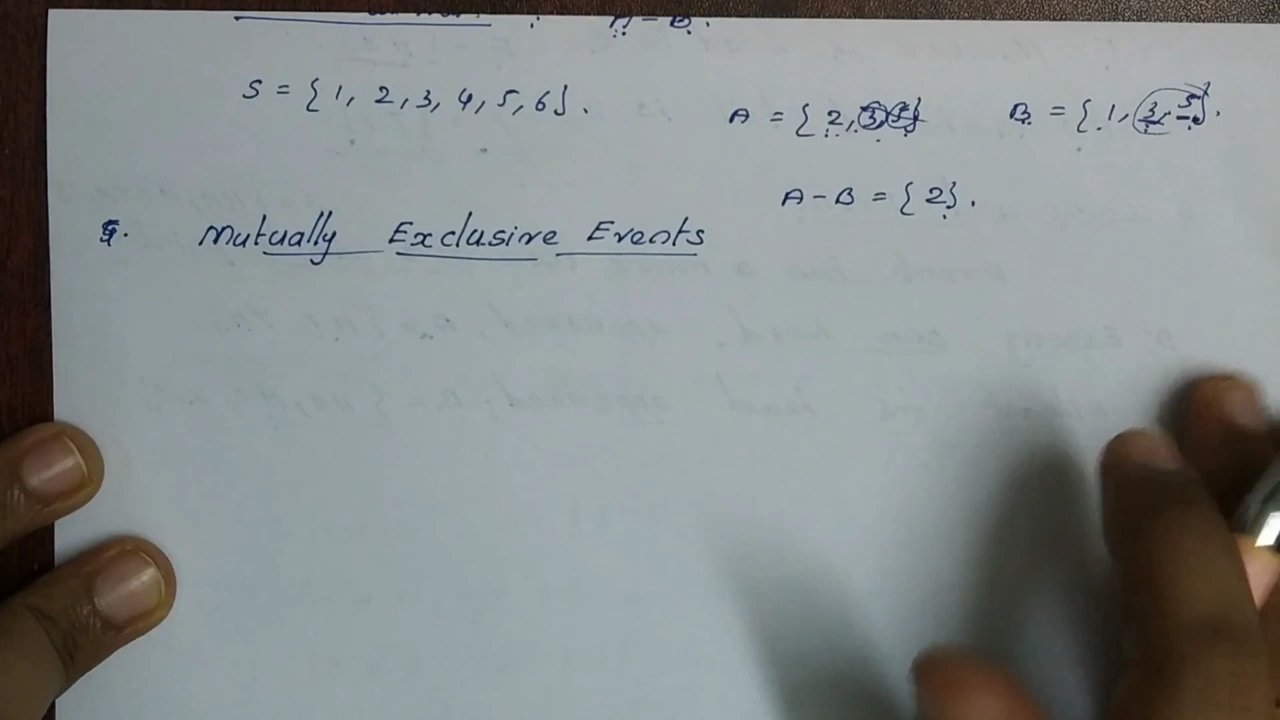 : A - B.
S = { 1, 2, 3, 4, 5, 6}. A = { 2, 3, 5} B = { 1, 3, 5}.
A - B = { 2}.
Mutually Exclusive Events